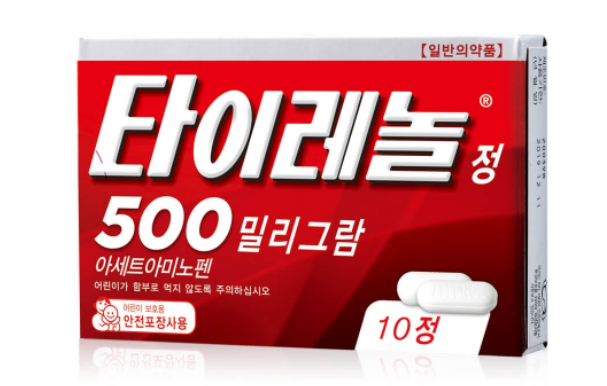 【일반의약품】
타이레놀® 정
500 밀리그람
아세트아미노펜
어린이가 함부로 먹지 않도록 주의하십시오
어린이 보호용
안전포장사용
10정